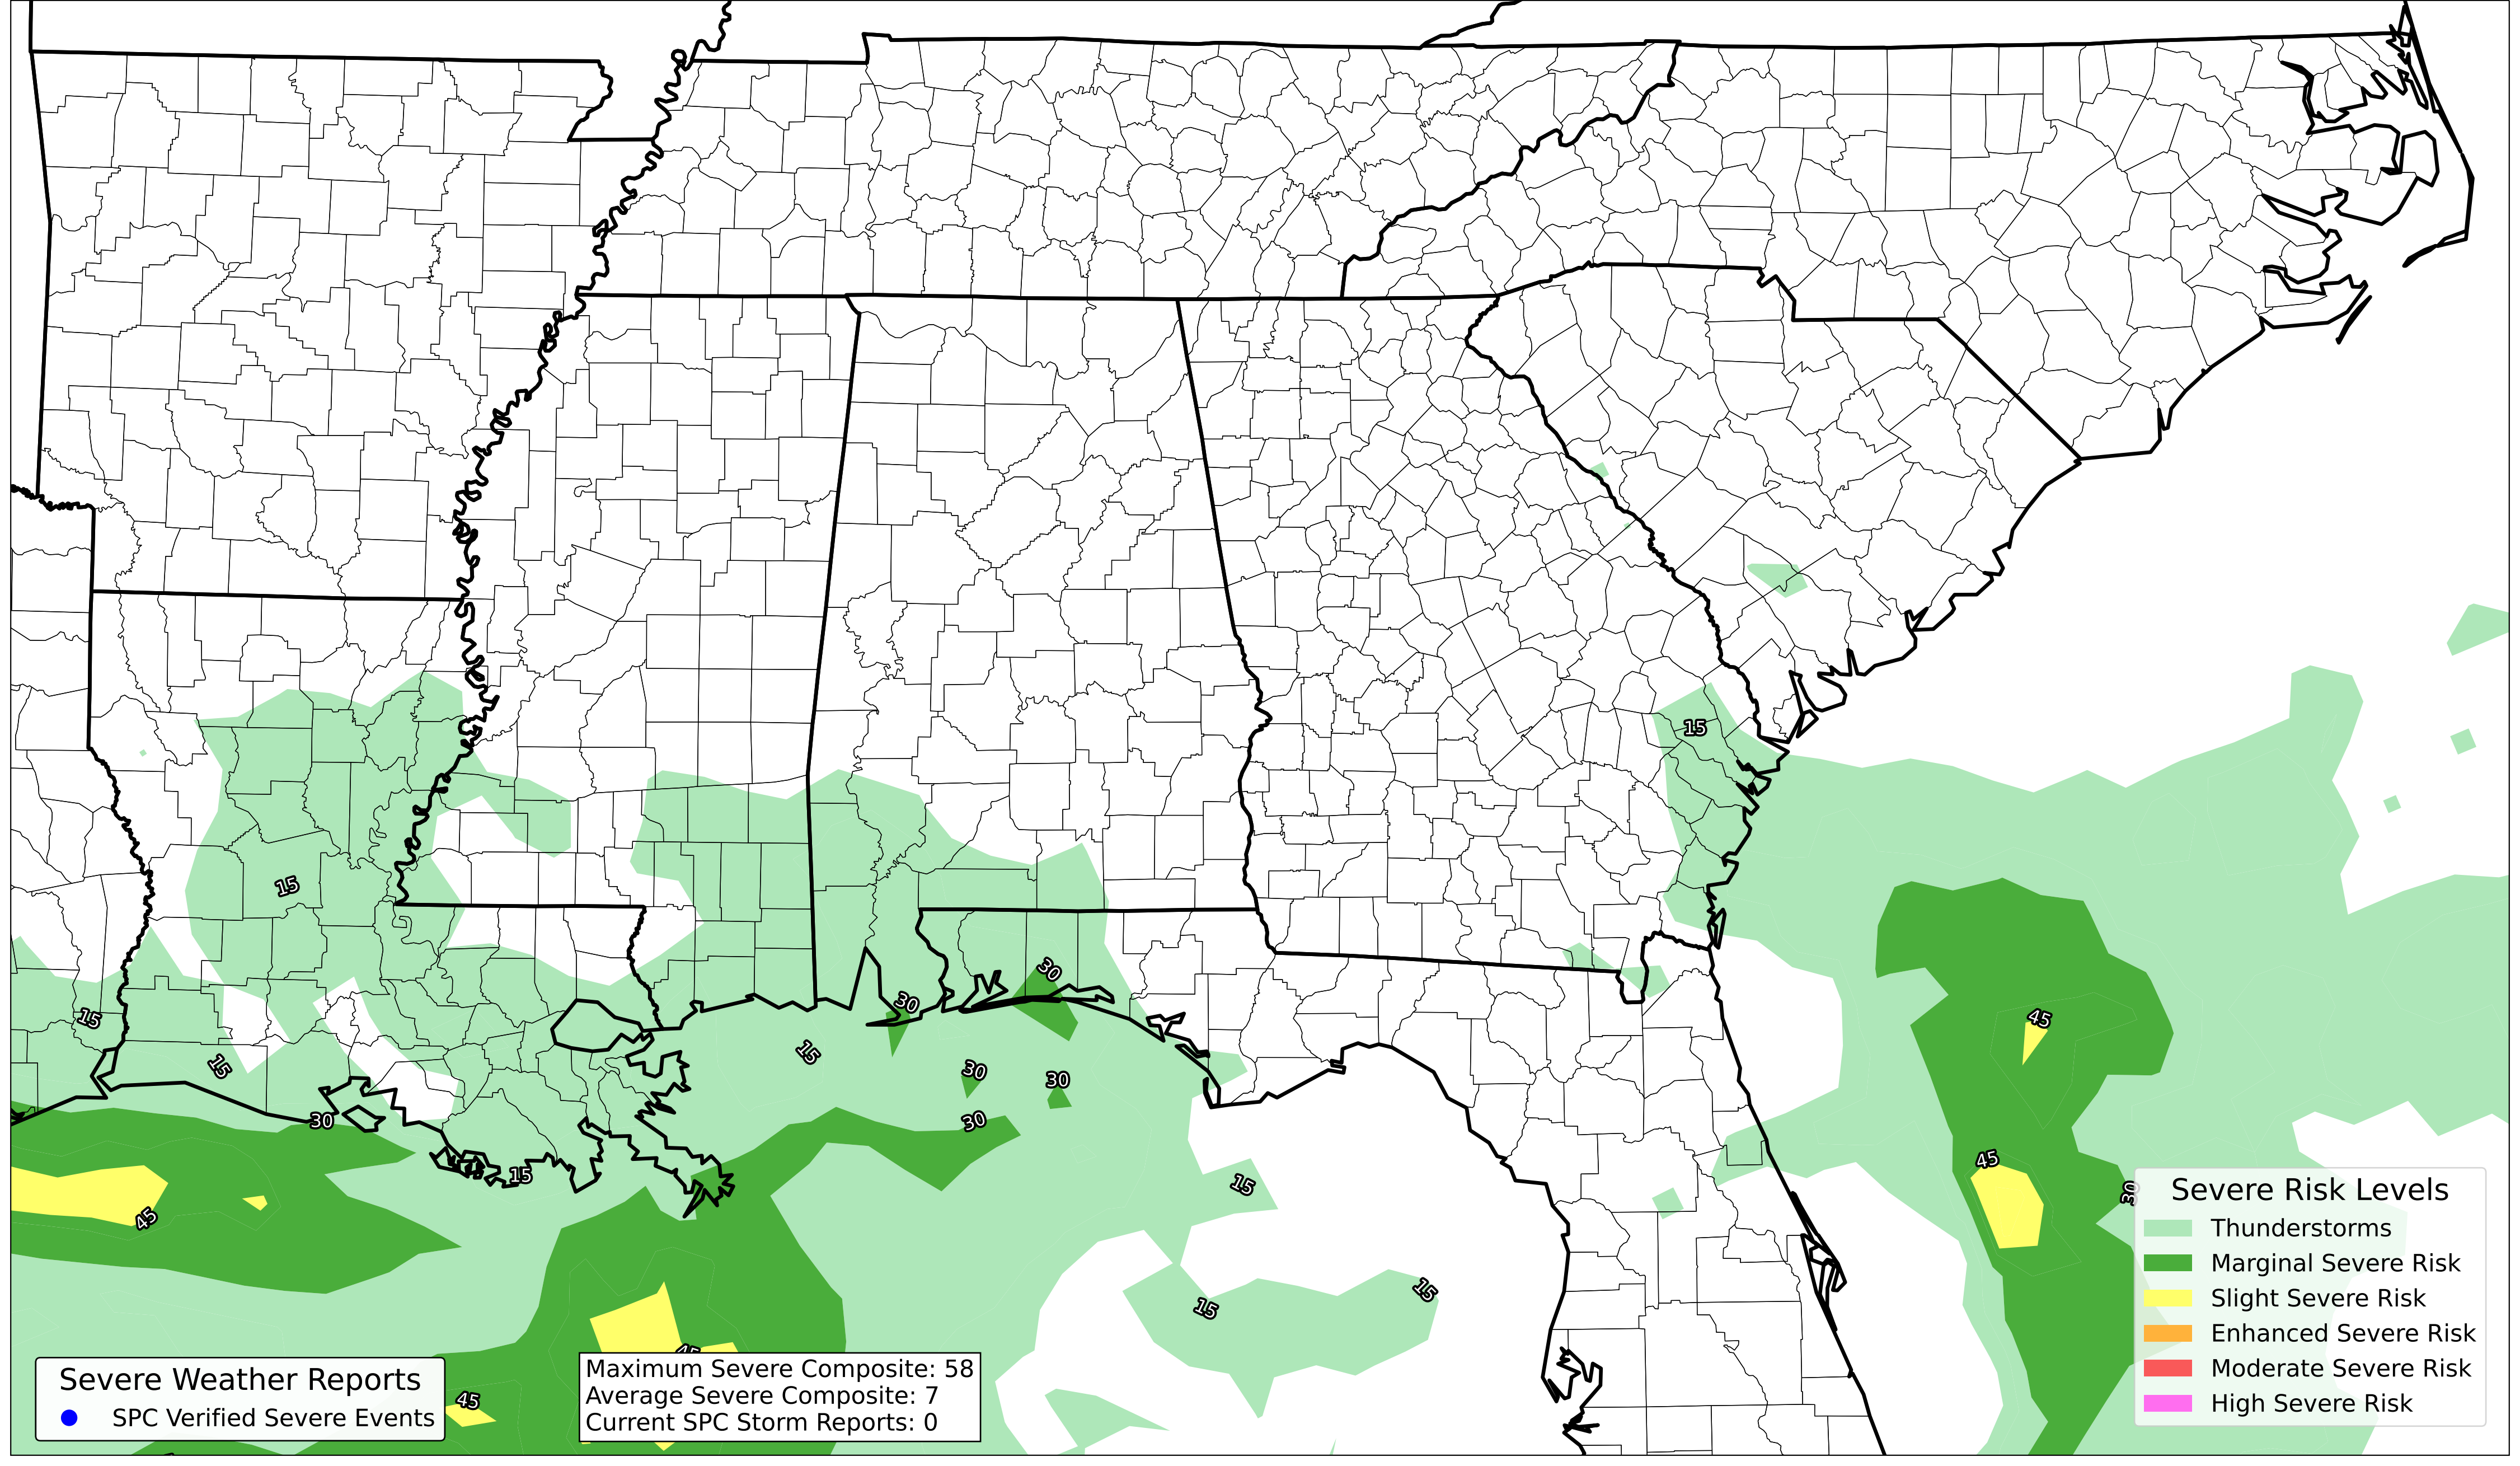 15
15
30
30
15
15
15
30
30
45
30
30
15
45
15
45
30
15
45
15
15
45
45
Severe Risk Levels
Thunderstorms
Marginal Severe Risk
Slight Severe Risk
Enhanced Severe Risk
Moderate Severe Risk
High Severe Risk
Severe Weather Reports
SPC Verified Severe Events
Maximum Severe Composite: 58
Average Severe Composite: 7
Current SPC Storm Reports: 0